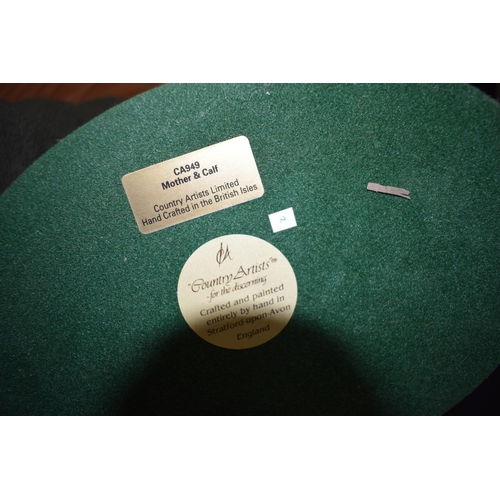 CA949
Mother & Calf
Country Artists Limited
Hand Crafted in the British Isles
Country Artists™
-for the discerning-
Crafted and painted
entirely by hand in
Stratford-upon-Avon
England